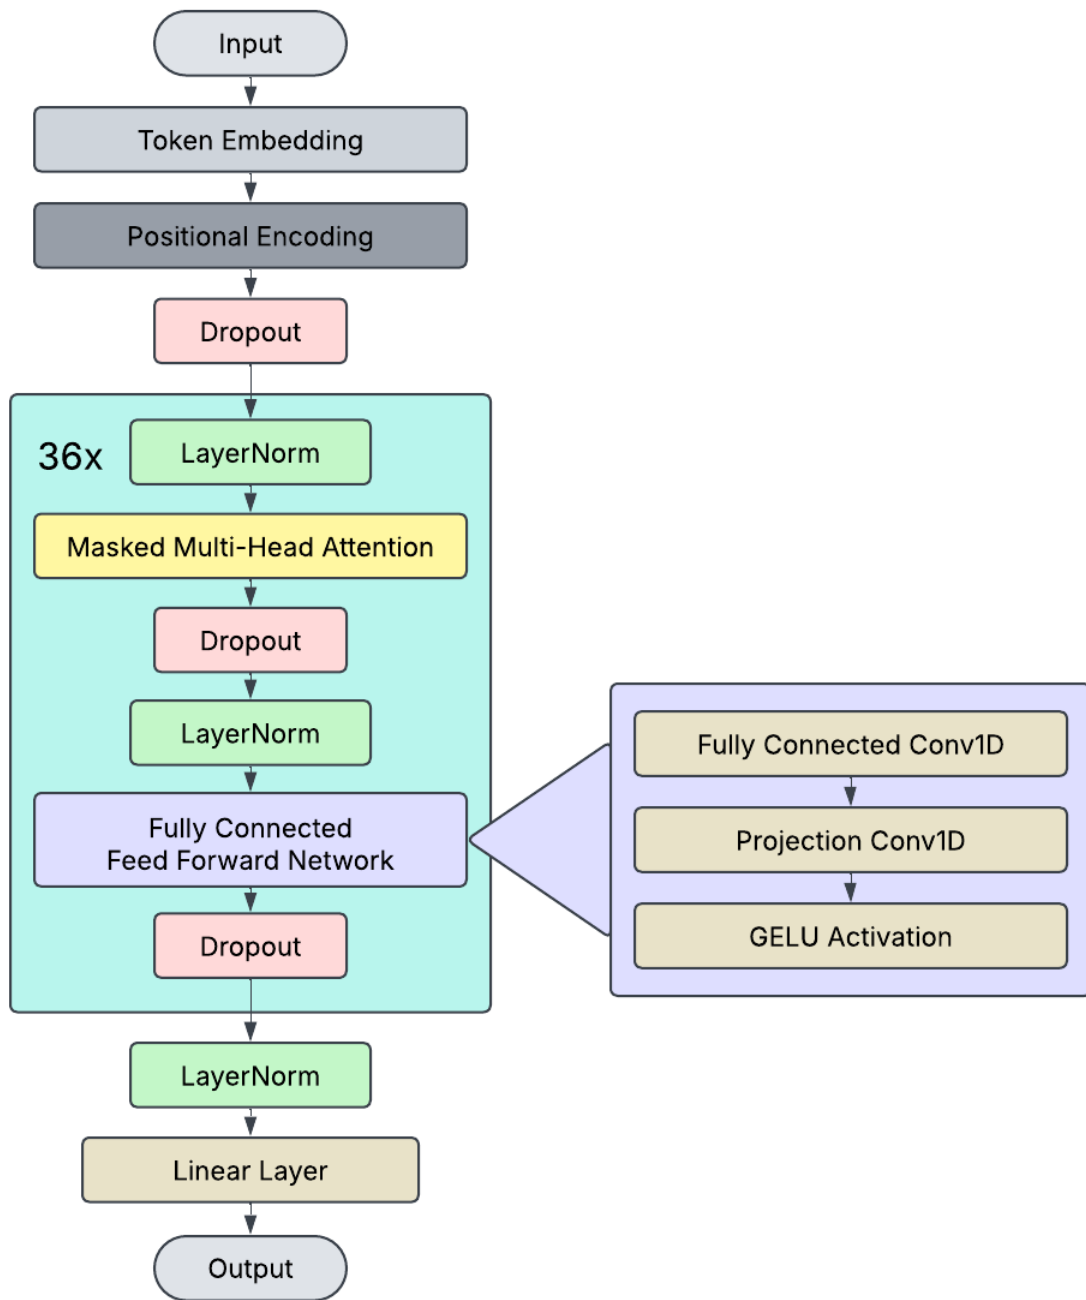 Input
Token Embedding
Positional Encoding
Dropout
36x
LayerNorm
Masked Multi-Head Attention
Dropout
LayerNorm
Fully Connected
Feed Forward Network
Dropout
LayerNorm
Linear Layer
Output
Fully Connected Conv1D
Projection Conv1D
GELU Activation